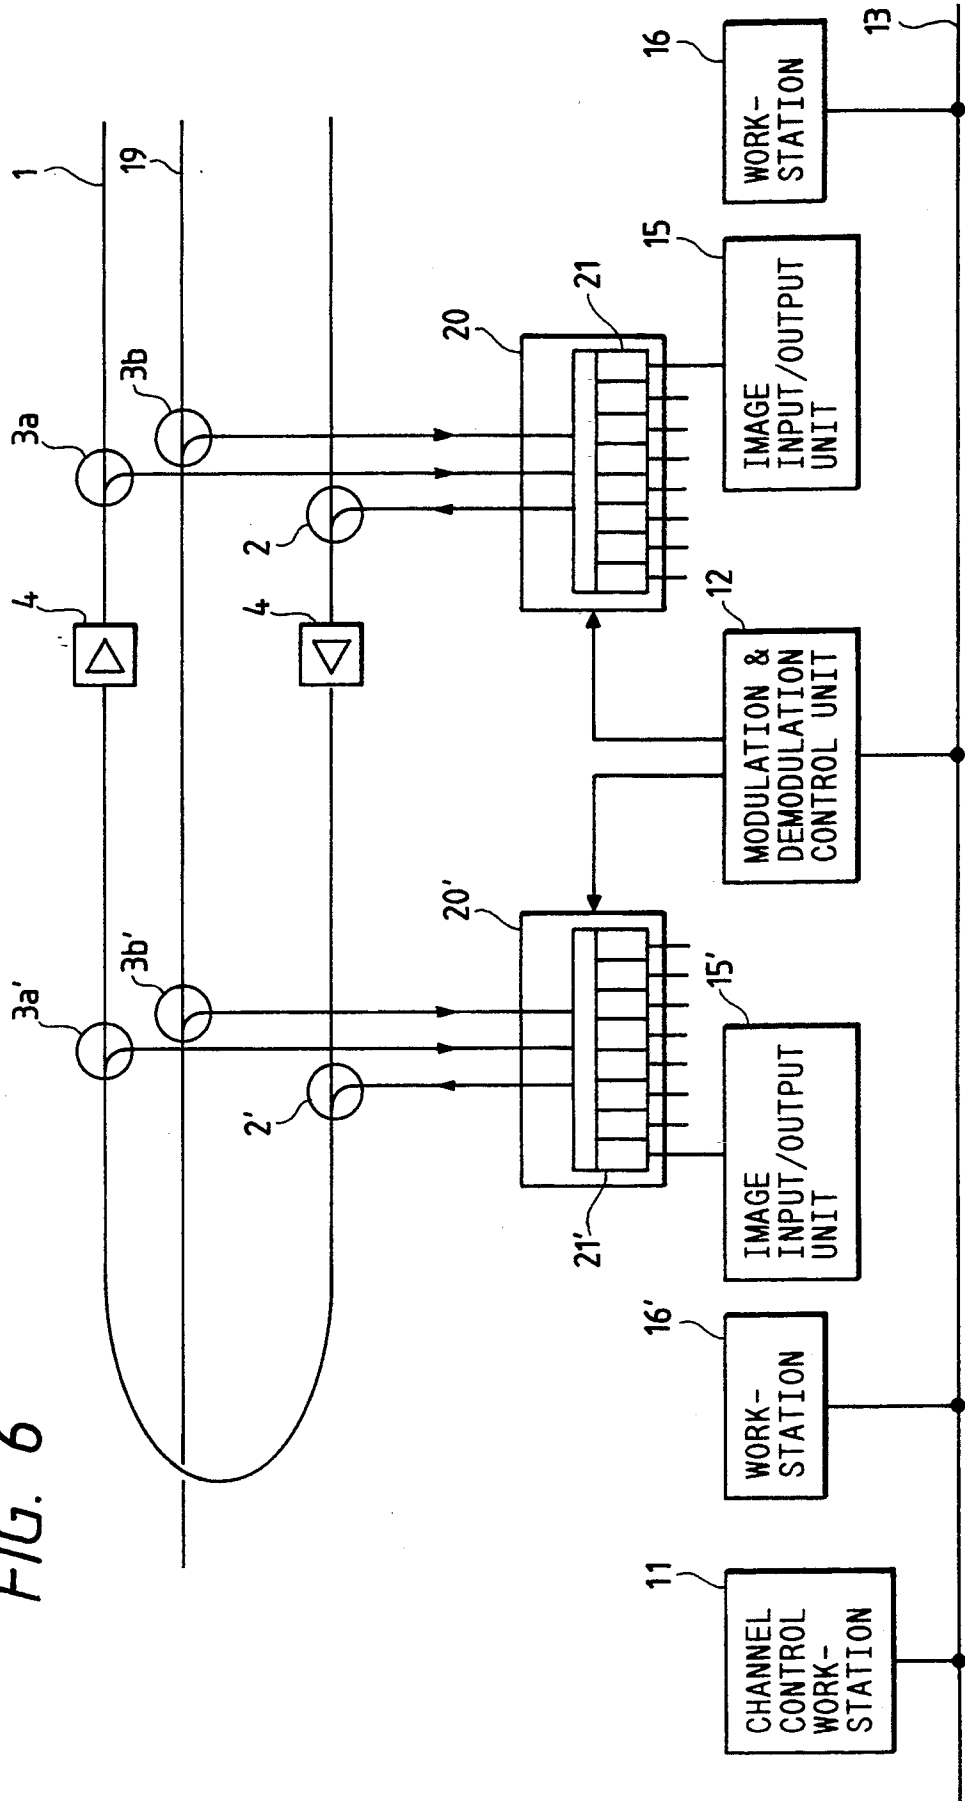 FIG. 6
1
19
3a
3b
4
2
4
3a'
3b'
2'
20
21
20'
21'
16
WORK-
STATION
15
IMAGE
INPUT/OUTPUT
UNIT
12
MODULATION &
DEMODULATION
CONTROL UNIT
15'
IMAGE
INPUT/OUTPUT
UNIT
16'
WORK-
STATION
11
CHANNEL
CONTROL
WORK-
STATION
13